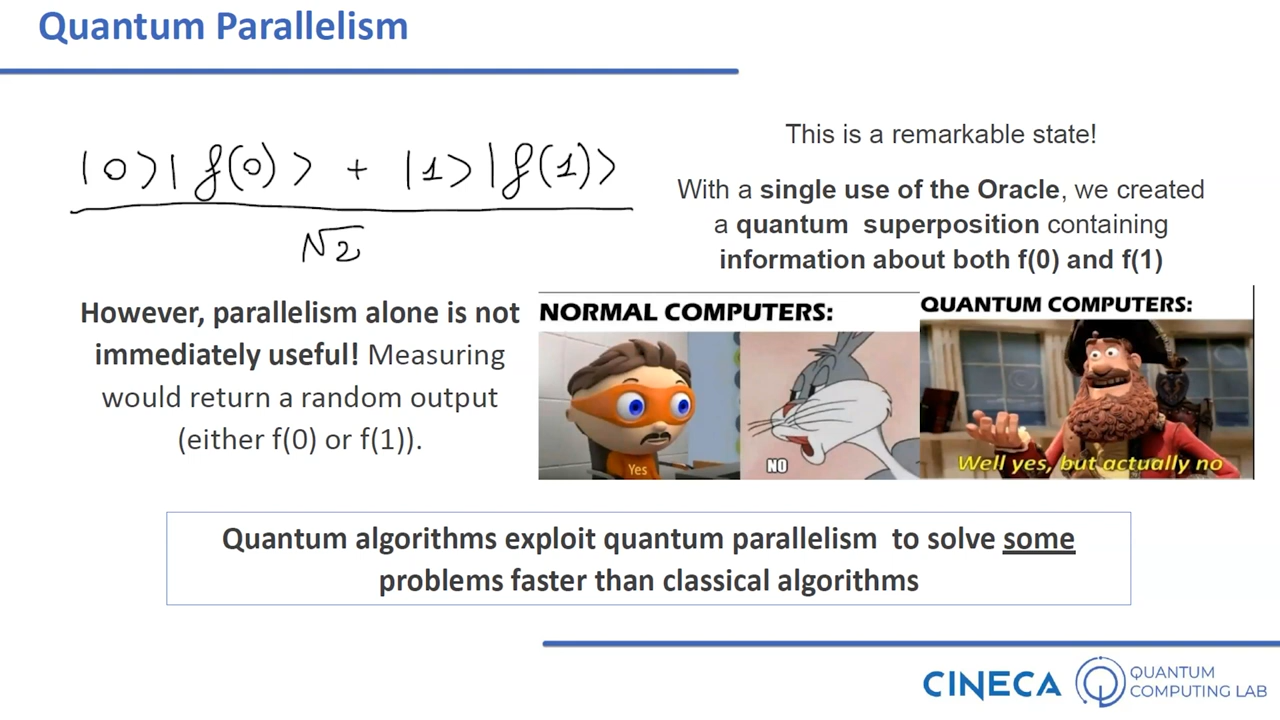 Quantum Parallelism
|0>|f(0)> + |1>|f(1)>
√2
This is a remarkable state!
With a single use of the Oracle, we created
a quantum superposition containing
information about both f(0) and f(1)
However, parallelism alone is not
immediately useful! Measuring
would return a random output
(either f(0) or f(1)).
NORMAL COMPUTERS:
Yes
NO
QUANTUM COMPUTERS:
Well yes, but actually no
Quantum algorithms exploit quantum parallelism to solve some
problems faster than classical algorithms
CINECA
QUANTUM
COMPUTING LAB